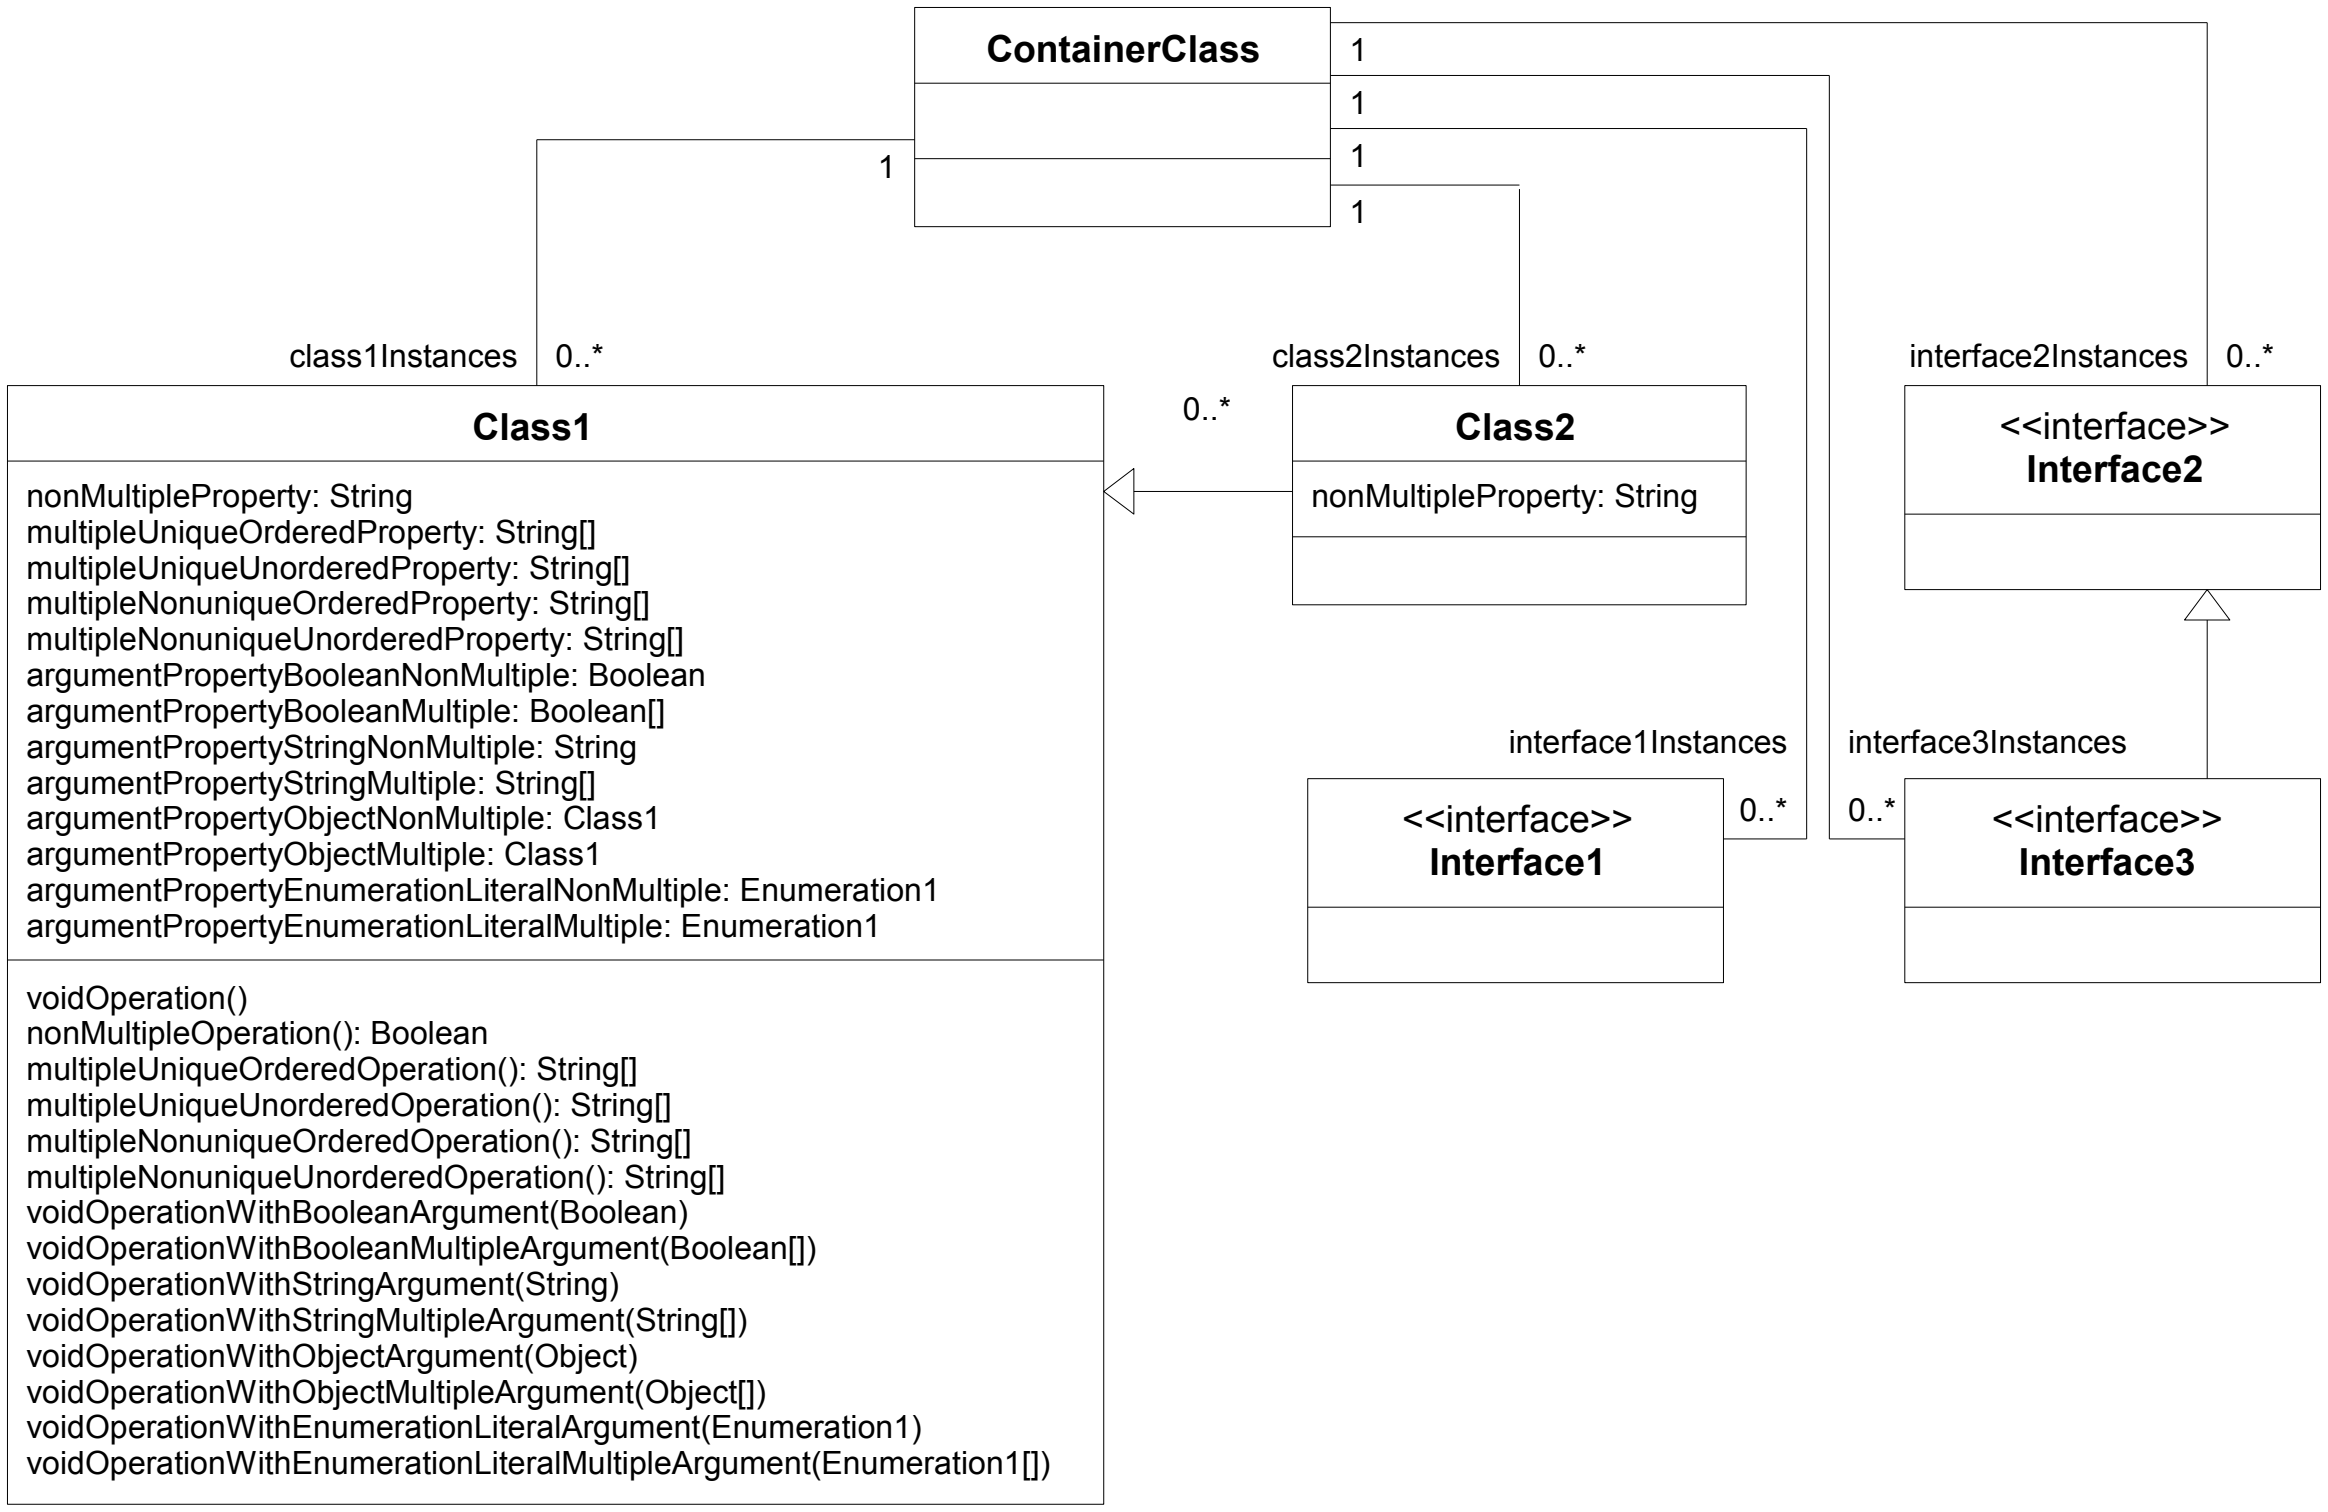 ContainerClass
1
1
1
1
1
class1Instances
0..*
class2Instances
0..*
interface2Instances
0..*
Class1
nonMultipleProperty: String
multipleUniqueOrderedProperty: String[]
multipleUniqueUnorderedProperty: String[]
multipleNonuniqueOrderedProperty: String[]
multipleNonuniqueUnorderedProperty: String[]
argumentPropertyBooleanNonMultiple: Boolean
argumentPropertyBooleanMultiple: Boolean[]
argumentPropertyStringNonMultiple: String
argumentPropertyStringMultiple: String[]
argumentPropertyObjectNonMultiple: Class1
argumentPropertyObjectMultiple: Class1
argumentPropertyEnumerationLiteralNonMultiple: Enumeration1
argumentPropertyEnumerationLiteralMultiple: Enumeration1
voidOperation()
nonMultipleOperation(): Boolean
multipleUniqueOrderedOperation(): String[]
multipleUniqueUnorderedOperation(): String[]
multipleNonuniqueOrderedOperation(): String[]
multipleNonuniqueUnorderedOperation(): String[]
voidOperationWithBooleanArgument(Boolean)
voidOperationWithBooleanMultipleArgument(Boolean[])
voidOperationWithStringArgument(String)
voidOperationWithStringMultipleArgument(String[])
voidOperationWithObjectArgument(Object)
voidOperationWithObjectMultipleArgument(Object[])
voidOperationWithEnumerationLiteralArgument(Enumeration1)
voidOperationWithEnumerationLiteralMultipleArgument(Enumeration1[])
0..*
Class2
nonMultipleProperty: String
<<interface>>
Interface2
interface1Instances
0..*
<<interface>>
Interface1
interface3Instances
0..*
<<interface>>
Interface3